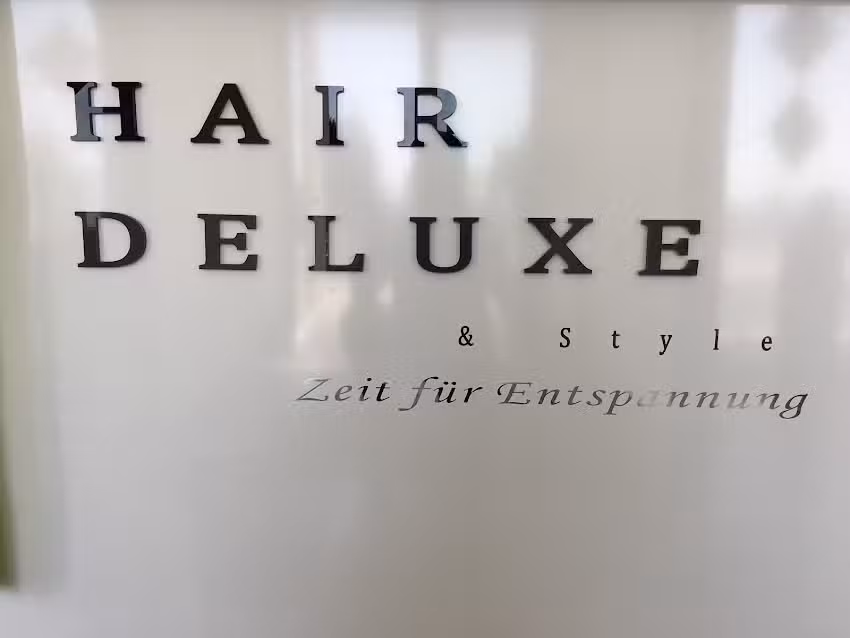 HAIR
DELUXE
& Style
Zeit für Entspannung